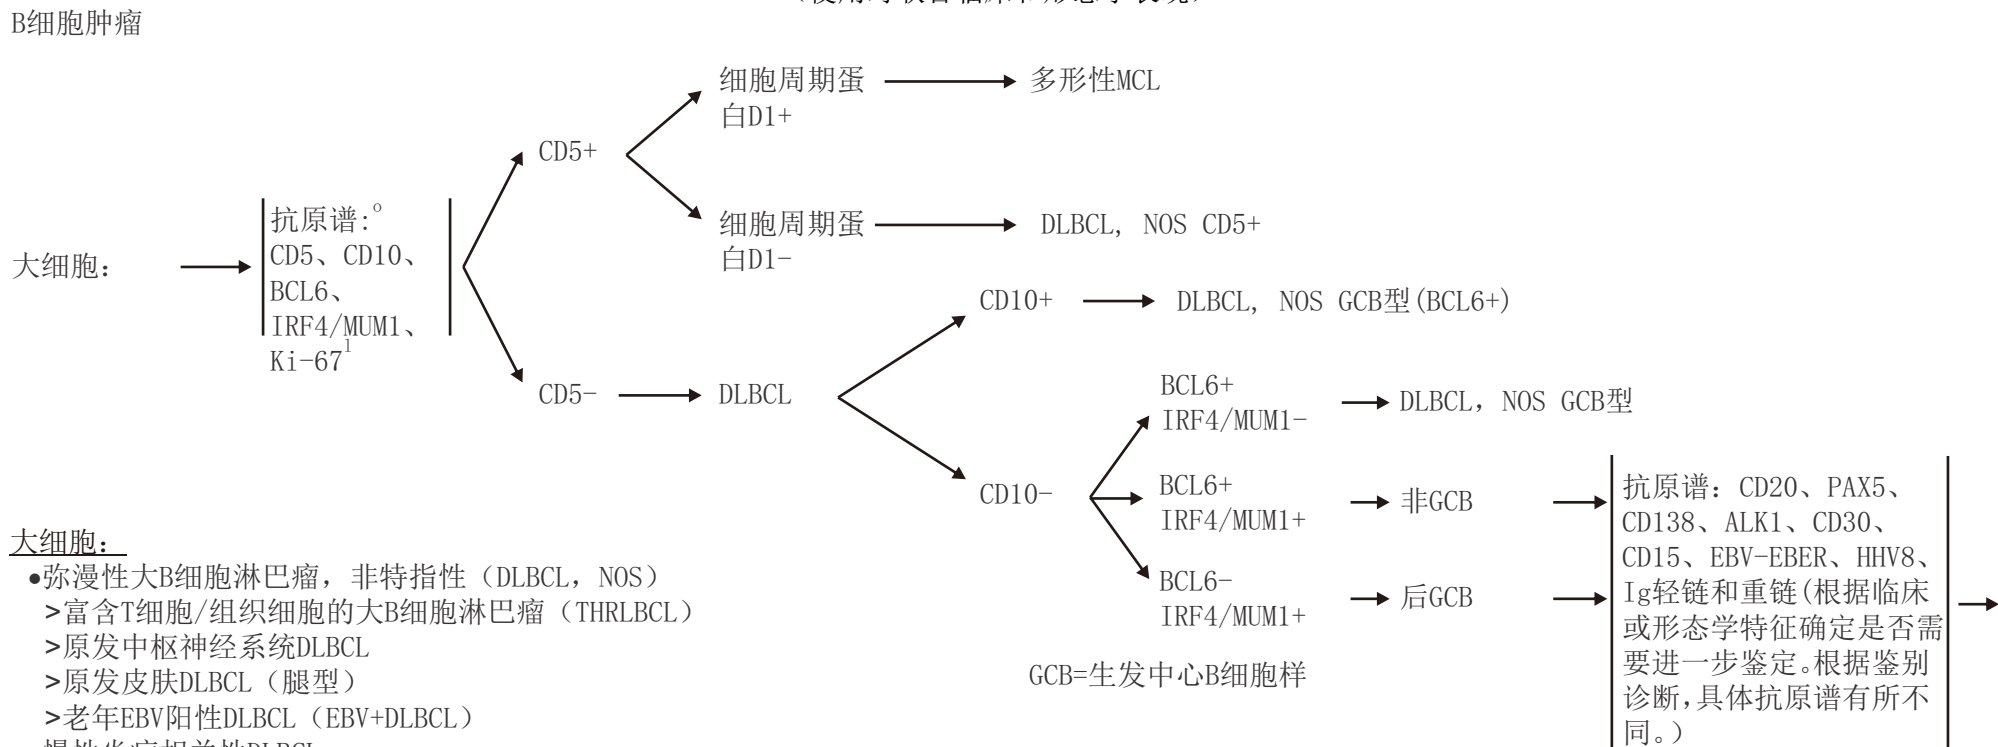 B细胞肿瘤
细胞周期蛋
白D1+
多形性MCL
CD5+
细胞周期蛋
白D1-
DLBCL, NOS CD5+
大细胞：
抗原谱:o
CD5、CD10、
BCL6、
IRF4/MUM1、
Ki-67l
CD10+
DLBCL, NOS GCB型(BCL6+)
CD5-
DLBCL
BCL6+
IRF4/MUM1-
DLBCL, NOS GCB型
CD10-
BCL6+
IRF4/MUM1+
非GCB
BCL6-
IRF4/MUM1+
后GCB
抗原谱: CD20、PAX5、
CD138、ALK1、CD30、
CD15、EBV-EBER、HHV8、
Ig轻链和重链(根据临床
或形态学特征确定是否需
要进一步鉴定。根据鉴别
诊断,具体抗原谱有所不
同。)
GCB=生发中心B细胞样
大细胞：
•弥漫性大B细胞淋巴瘤，非特指性（DLBCL，NOS）
>富含T细胞/组织细胞的大B细胞淋巴瘤（THRLBCL）
>原发中枢神经系统DLBCL
>原发皮肤DLBCL（腿型）
>老年EBV阳性DLBCL（EBV+DLBCL）